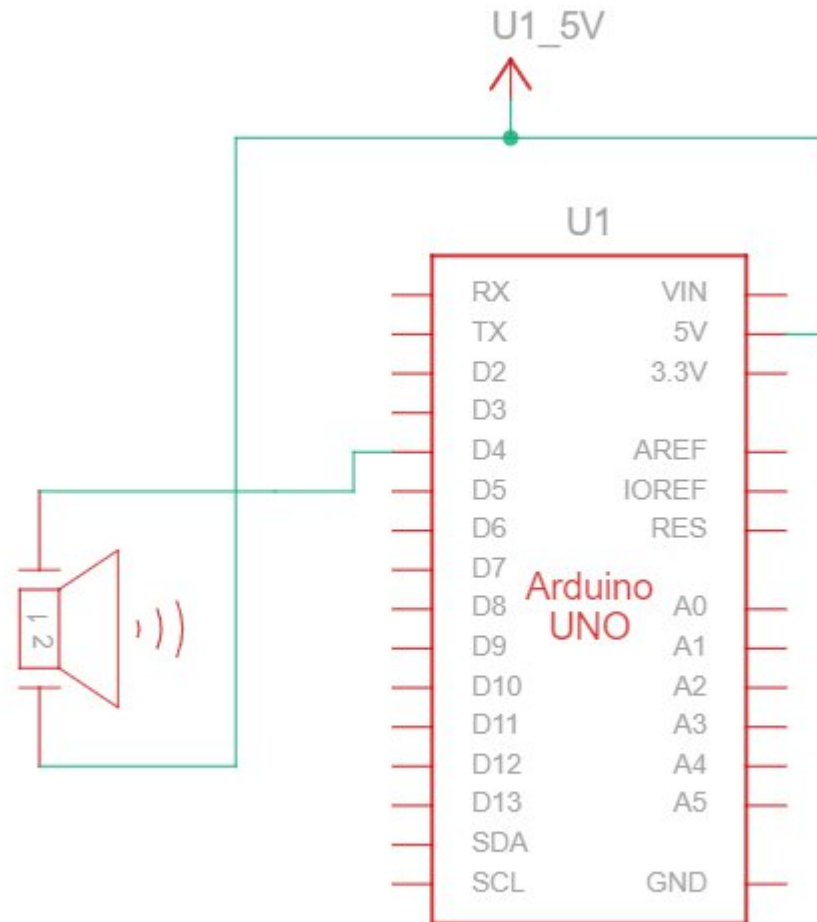 U1_5V
U1
RX VIN
TX 5V
D2 3.3V
D3
D4 AREF
D5 IOREF
D6 RES
D7
Arduino
D8 A0
UNO
D9 A1
D10 A2
D11 A3
D12 A4
D13 A5
SDA
SCL GND
1 2